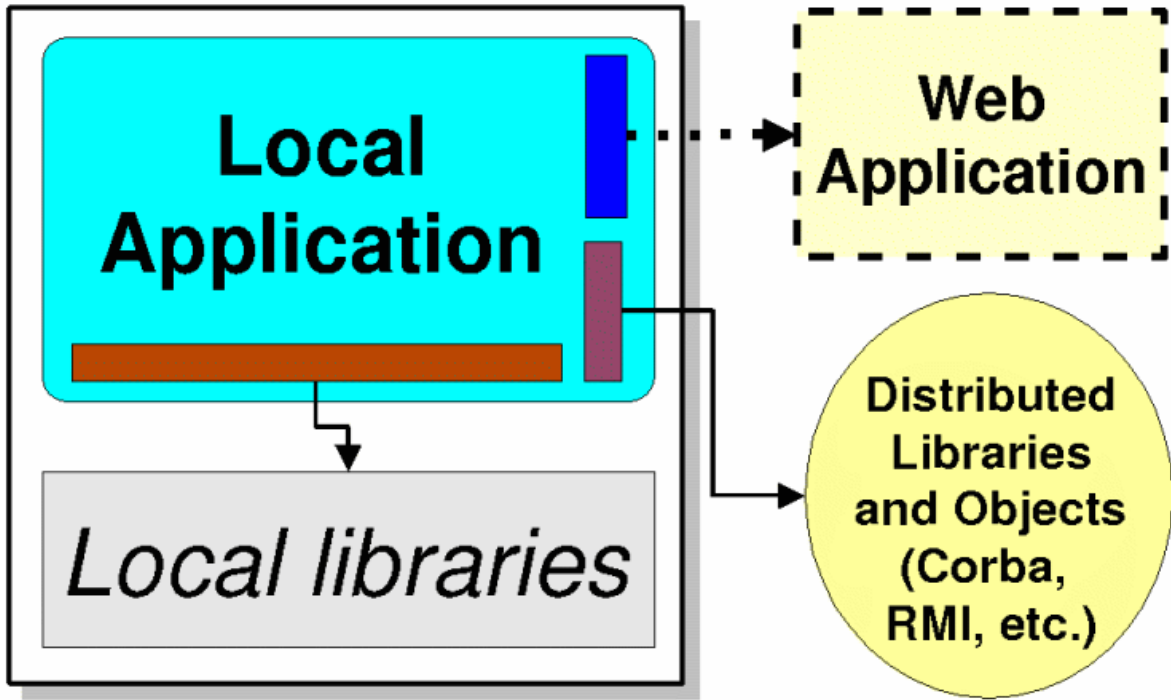 Local
Application
Local libraries
Web
Application
Distributed
Libraries
and Objects
(Corba,
RMI, etc.)